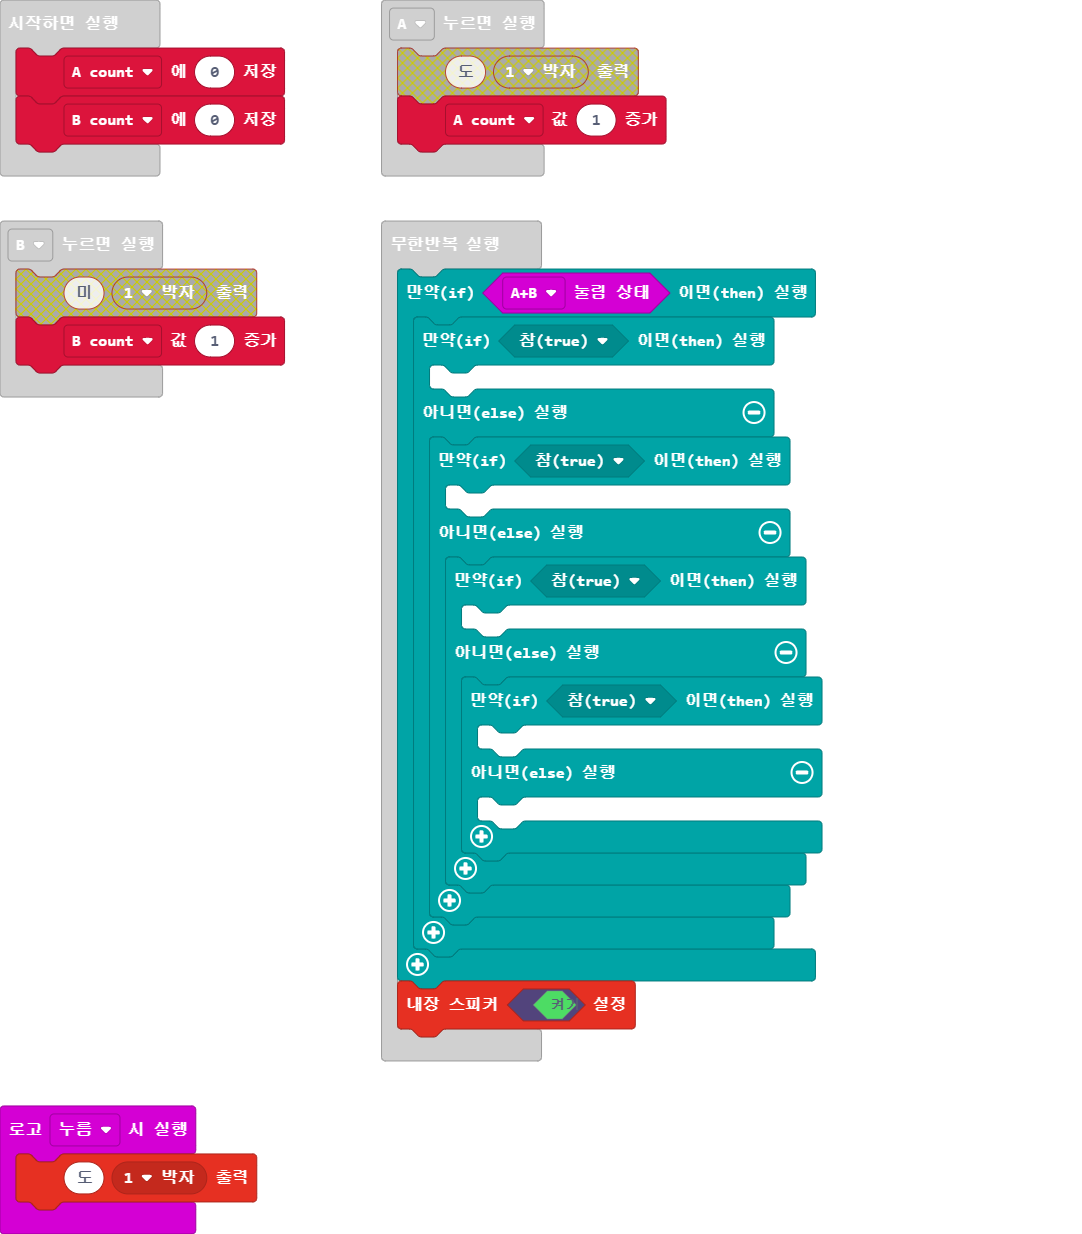 시작하면 실행
A count 에 0 저장
B count 에 0 저장
A 누르면 실행
도 1 박자 출력
A count 값 1 증가
B 누르면 실행
미 1 박자 출력
B count 값 1 증가
무한반복 실행
만약(if) A+B 눌림 상태 이면(then) 실행
만약(if) 참(true) 이면(then) 실행
아니면(else) 실행
만약(if) 참(true) 이면(then) 실행
아니면(else) 실행
만약(if) 참(true) 이면(then) 실행
아니면(else) 실행
만약(if) 참(true) 이면(then) 실행
아니면(else) 실행
내장 스피커 설정
로고 누름 시 실행
도 1 박자 출력